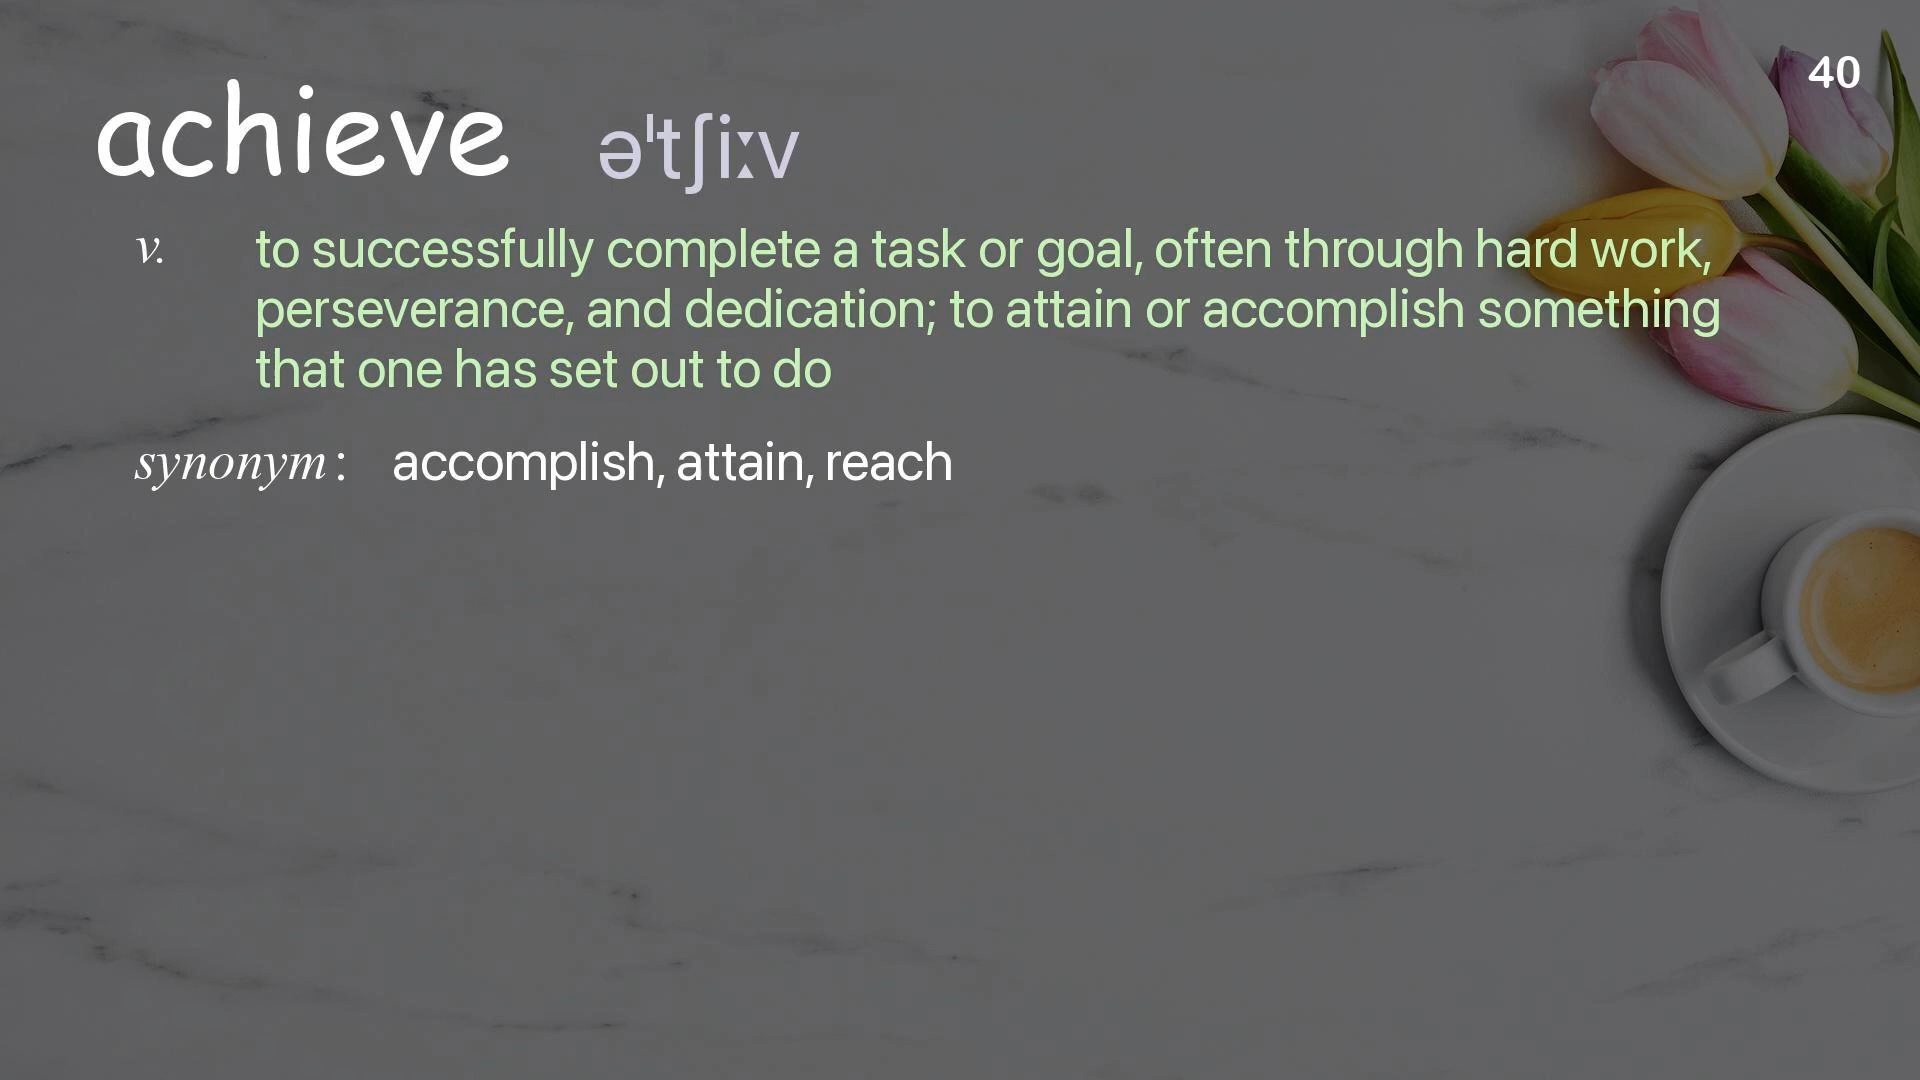 40
achieve əˈtʃiːv
v. to successfully complete a task or goal, often through hard work,
perseverance, and dedication; to attain or accomplish something
that one has set out to do
synonym : accomplish, attain, reach